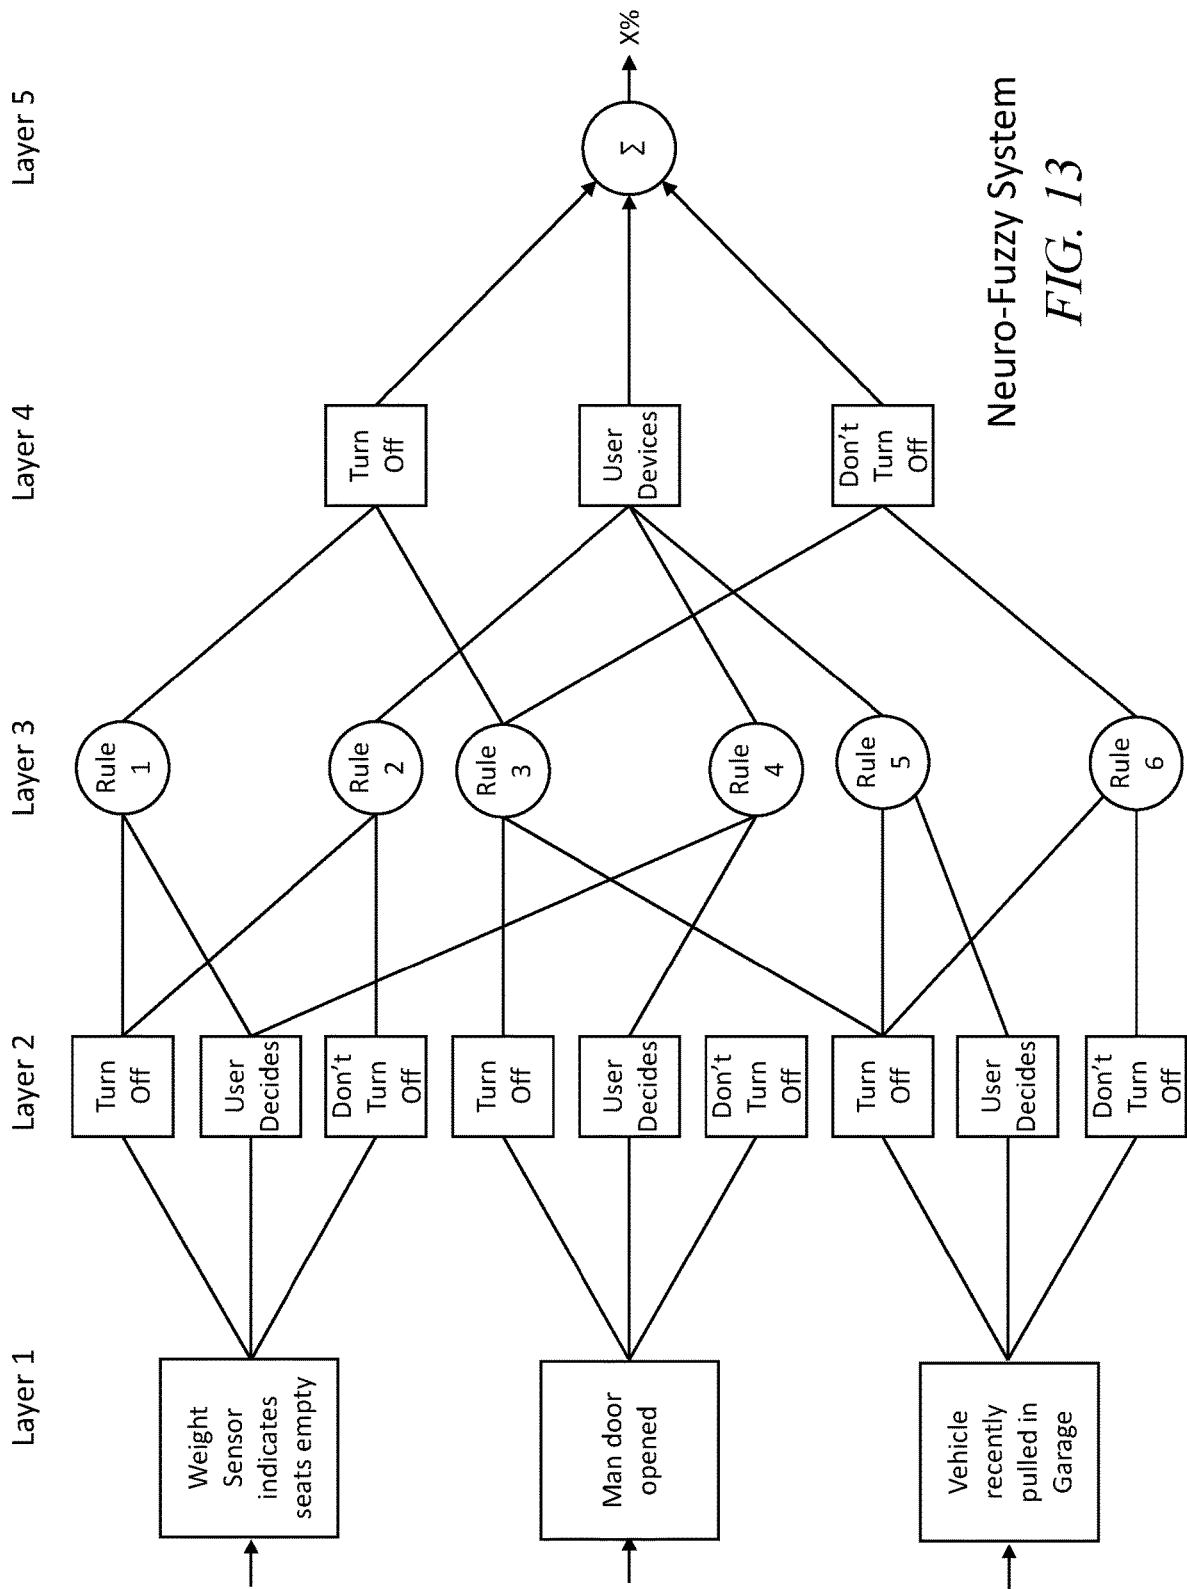 Layer 1
Layer 2
Layer 3
Layer 4
Layer 5
Weight
Sensor
indicates
seats empty
Man door
opened
Vehicle
recently
pulled in
Garage
Turn
Off
User
Decides
Don't
Turn
Off
Turn
Off
User
Decides
Don't
Turn
Off
Turn
Off
User
Decides
Don't
Turn
Off
Rule
1
Rule
2
Rule
3
Rule
4
Rule
5
Rule
6
Turn
Off
User
Devices
Don't
Turn
Off
Σ
X%
Neuro-Fuzzy System
FIG. 13